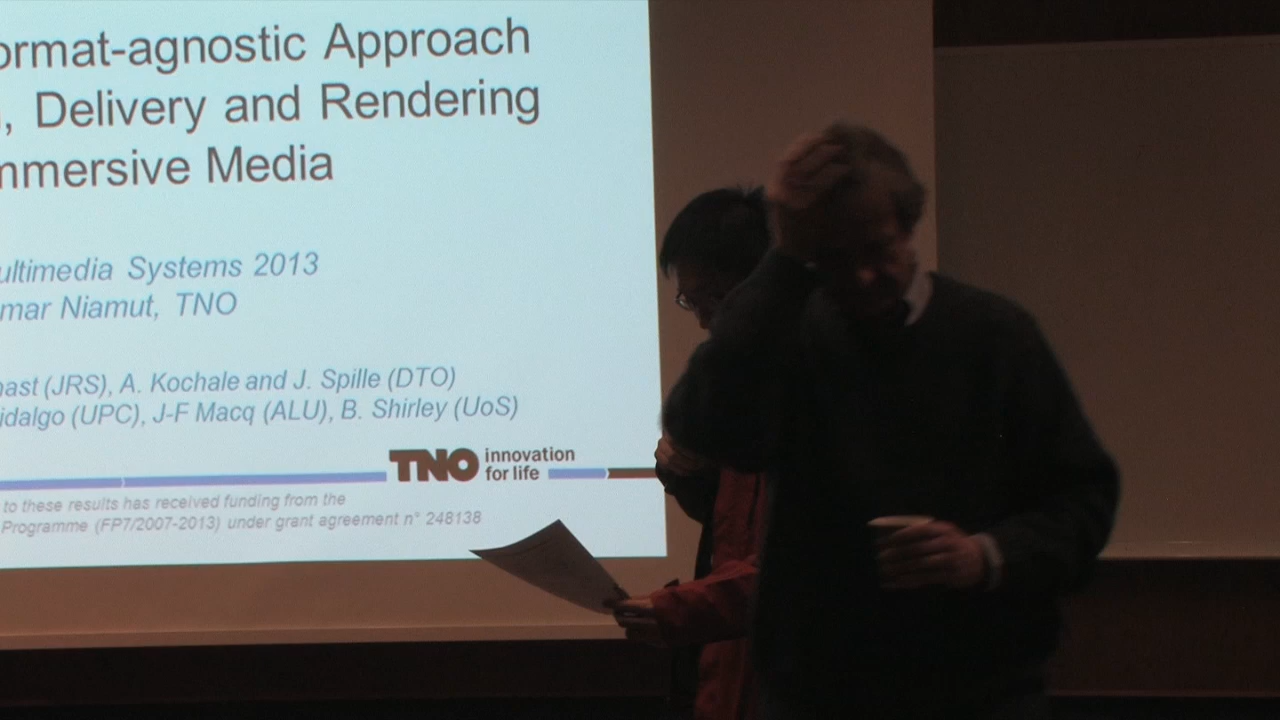 ormat-agnostic Approach
, Delivery and Rendering
mmersive Media
ultimedia Systems 2013
mar Niamut, TNO
nast (JRS), A. Kochale and J. Spille (DTO)
idalgo (UPC), J-F Macq (ALU), B. Shirley (UoS)
TNO innovation
for life
to these results has received funding from the
Programme (FP7/2007-2013) under grant agreement n° 248138